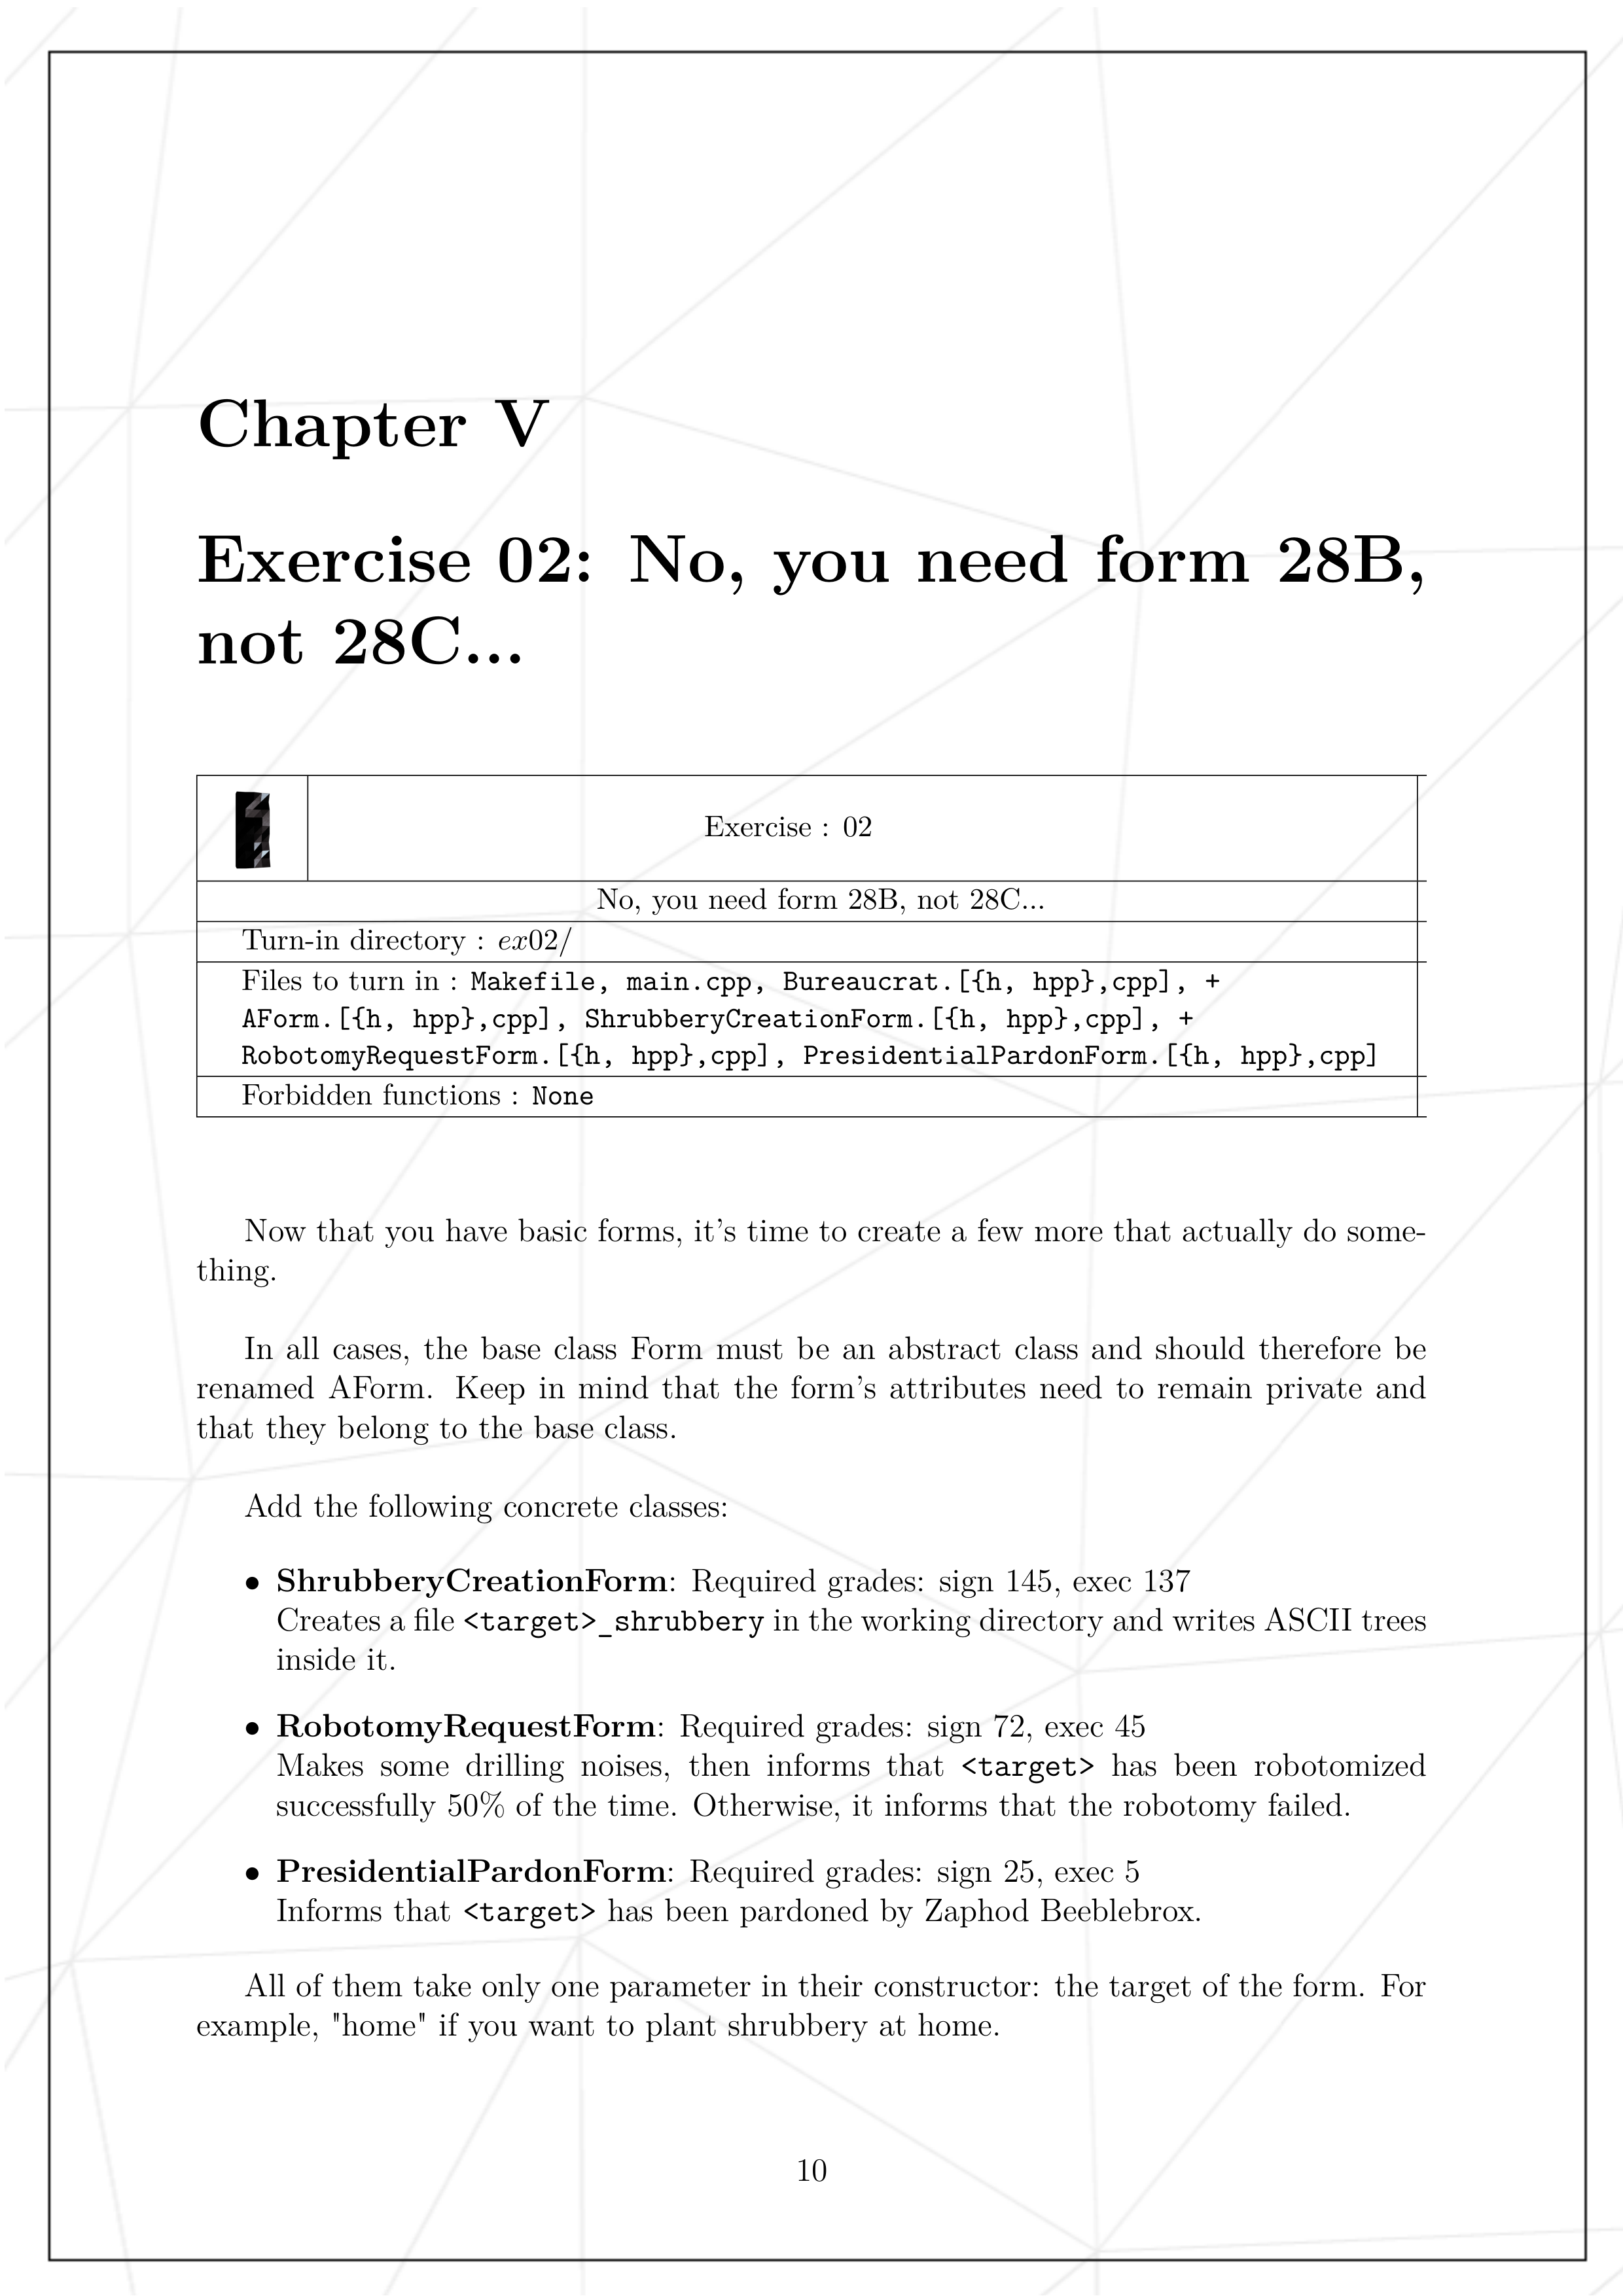 Chapter V
Exercise 02: No, you need form 28B,
not 28C...
Exercise : 02
No, you need form 28B, not 28C...
Turn-in directory : ex02/
Files to turn in : Makefile, main.cpp, Bureaucrat.[{h, hpp},cpp], +
AForm.[{h, hpp},cpp], ShrubberyCreationForm.[{h, hpp},cpp], +
RobotomyRequestForm.[{h, hpp},cpp], PresidentialPardonForm.[{h, hpp},cpp]
Forbidden functions : None
Now that you have basic forms, it's time to create a few more that actually do some-
thing.
In all cases, the base class Form must be an abstract class and should therefore be
renamed AForm. Keep in mind that the form's attributes need to remain private and
that they belong to the base class.
Add the following concrete classes:
• ShrubberyCreationForm: Required grades: sign 145, exec 137
Creates a file <target>_shrubbery in the working directory and writes ASCII trees
inside it.
• RobotomyRequestForm: Required grades: sign 72, exec 45
Makes some drilling noises, then informs that <target> has been robotomized
successfully 50% of the time. Otherwise, it informs that the robotomy failed.
• PresidentialPardonForm: Required grades: sign 25, exec 5
Informs that <target> has been pardoned by Zaphod Beeblebrox.
All of them take only one parameter in their constructor: the target of the form. For
example, "home" if you want to plant shrubbery at home.
10